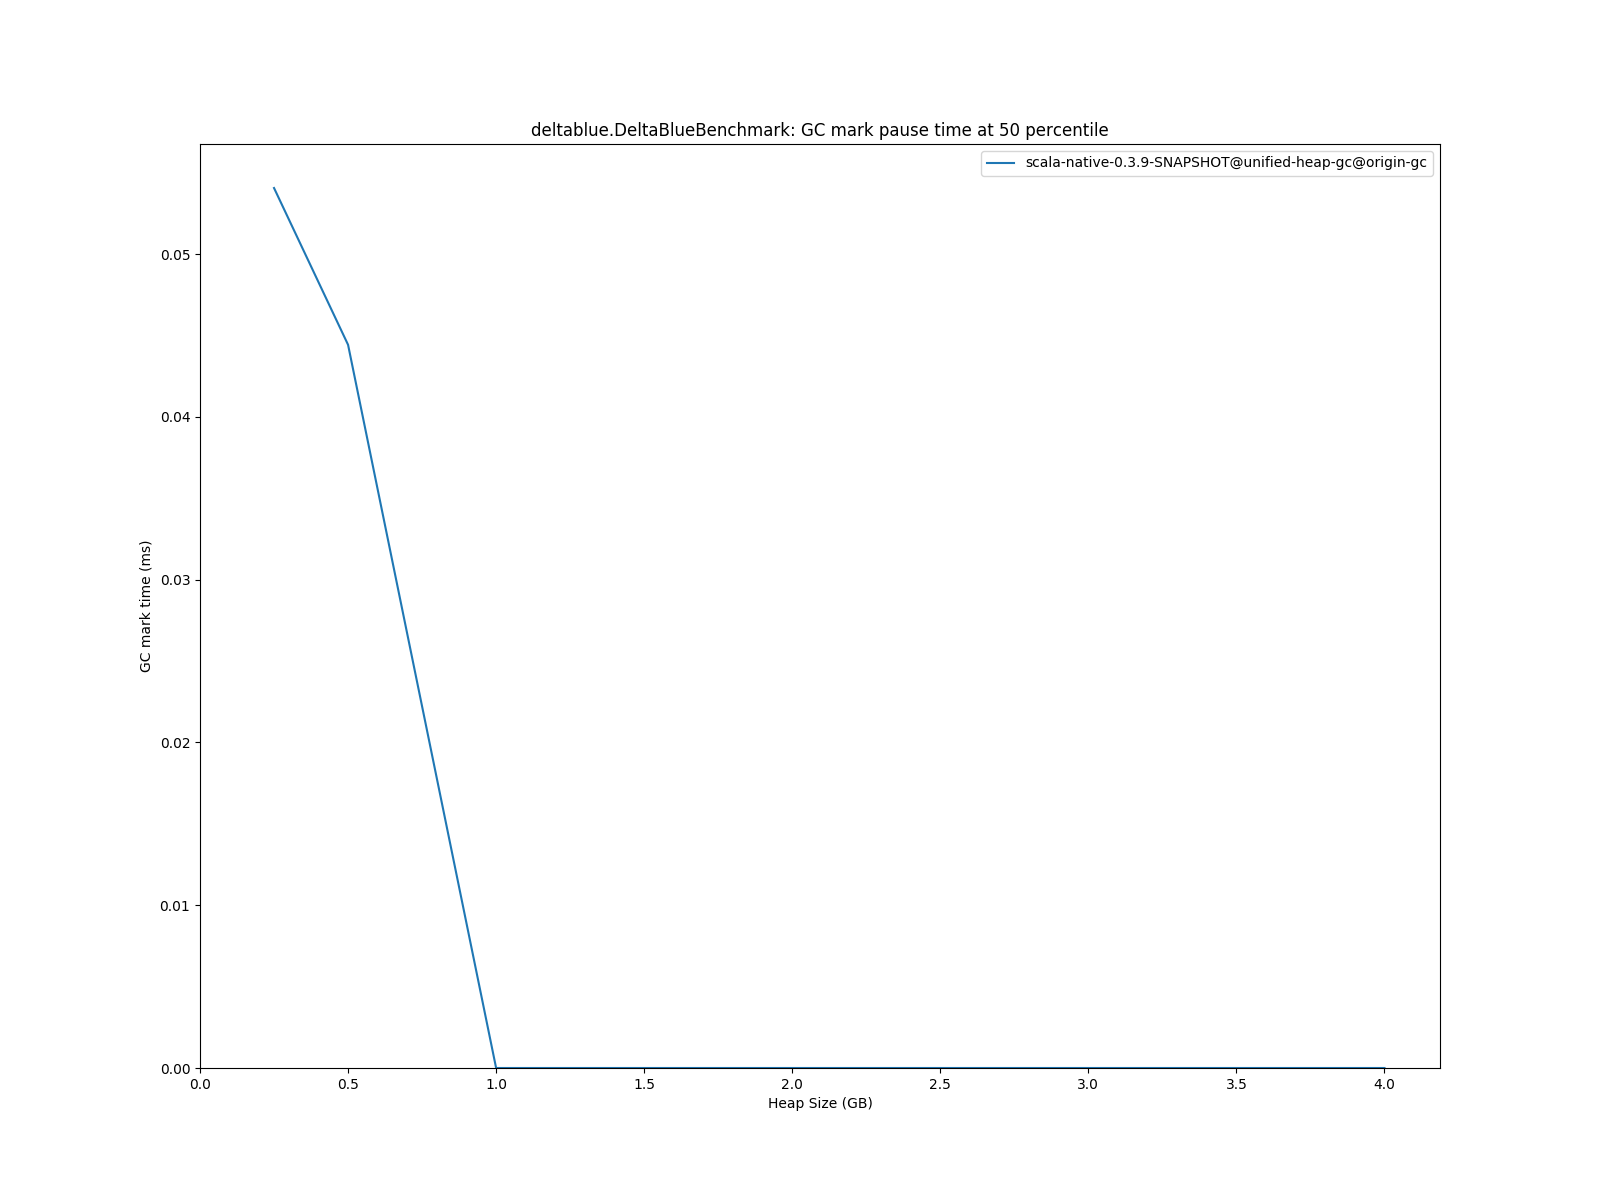 deltablue.DeltaBlueBenchmark: GC mark pause time at 50 percentile
scala-native-0.3.9-SNAPSHOT@unified-heap-gc@origin-gc
0.05
0.04
0.03
0.02
0.01
0.00
GC mark time (ms)
0.0 0.5 1.0 1.5 2.0 2.5 3.0 3.5 4.0
Heap Size (GB)